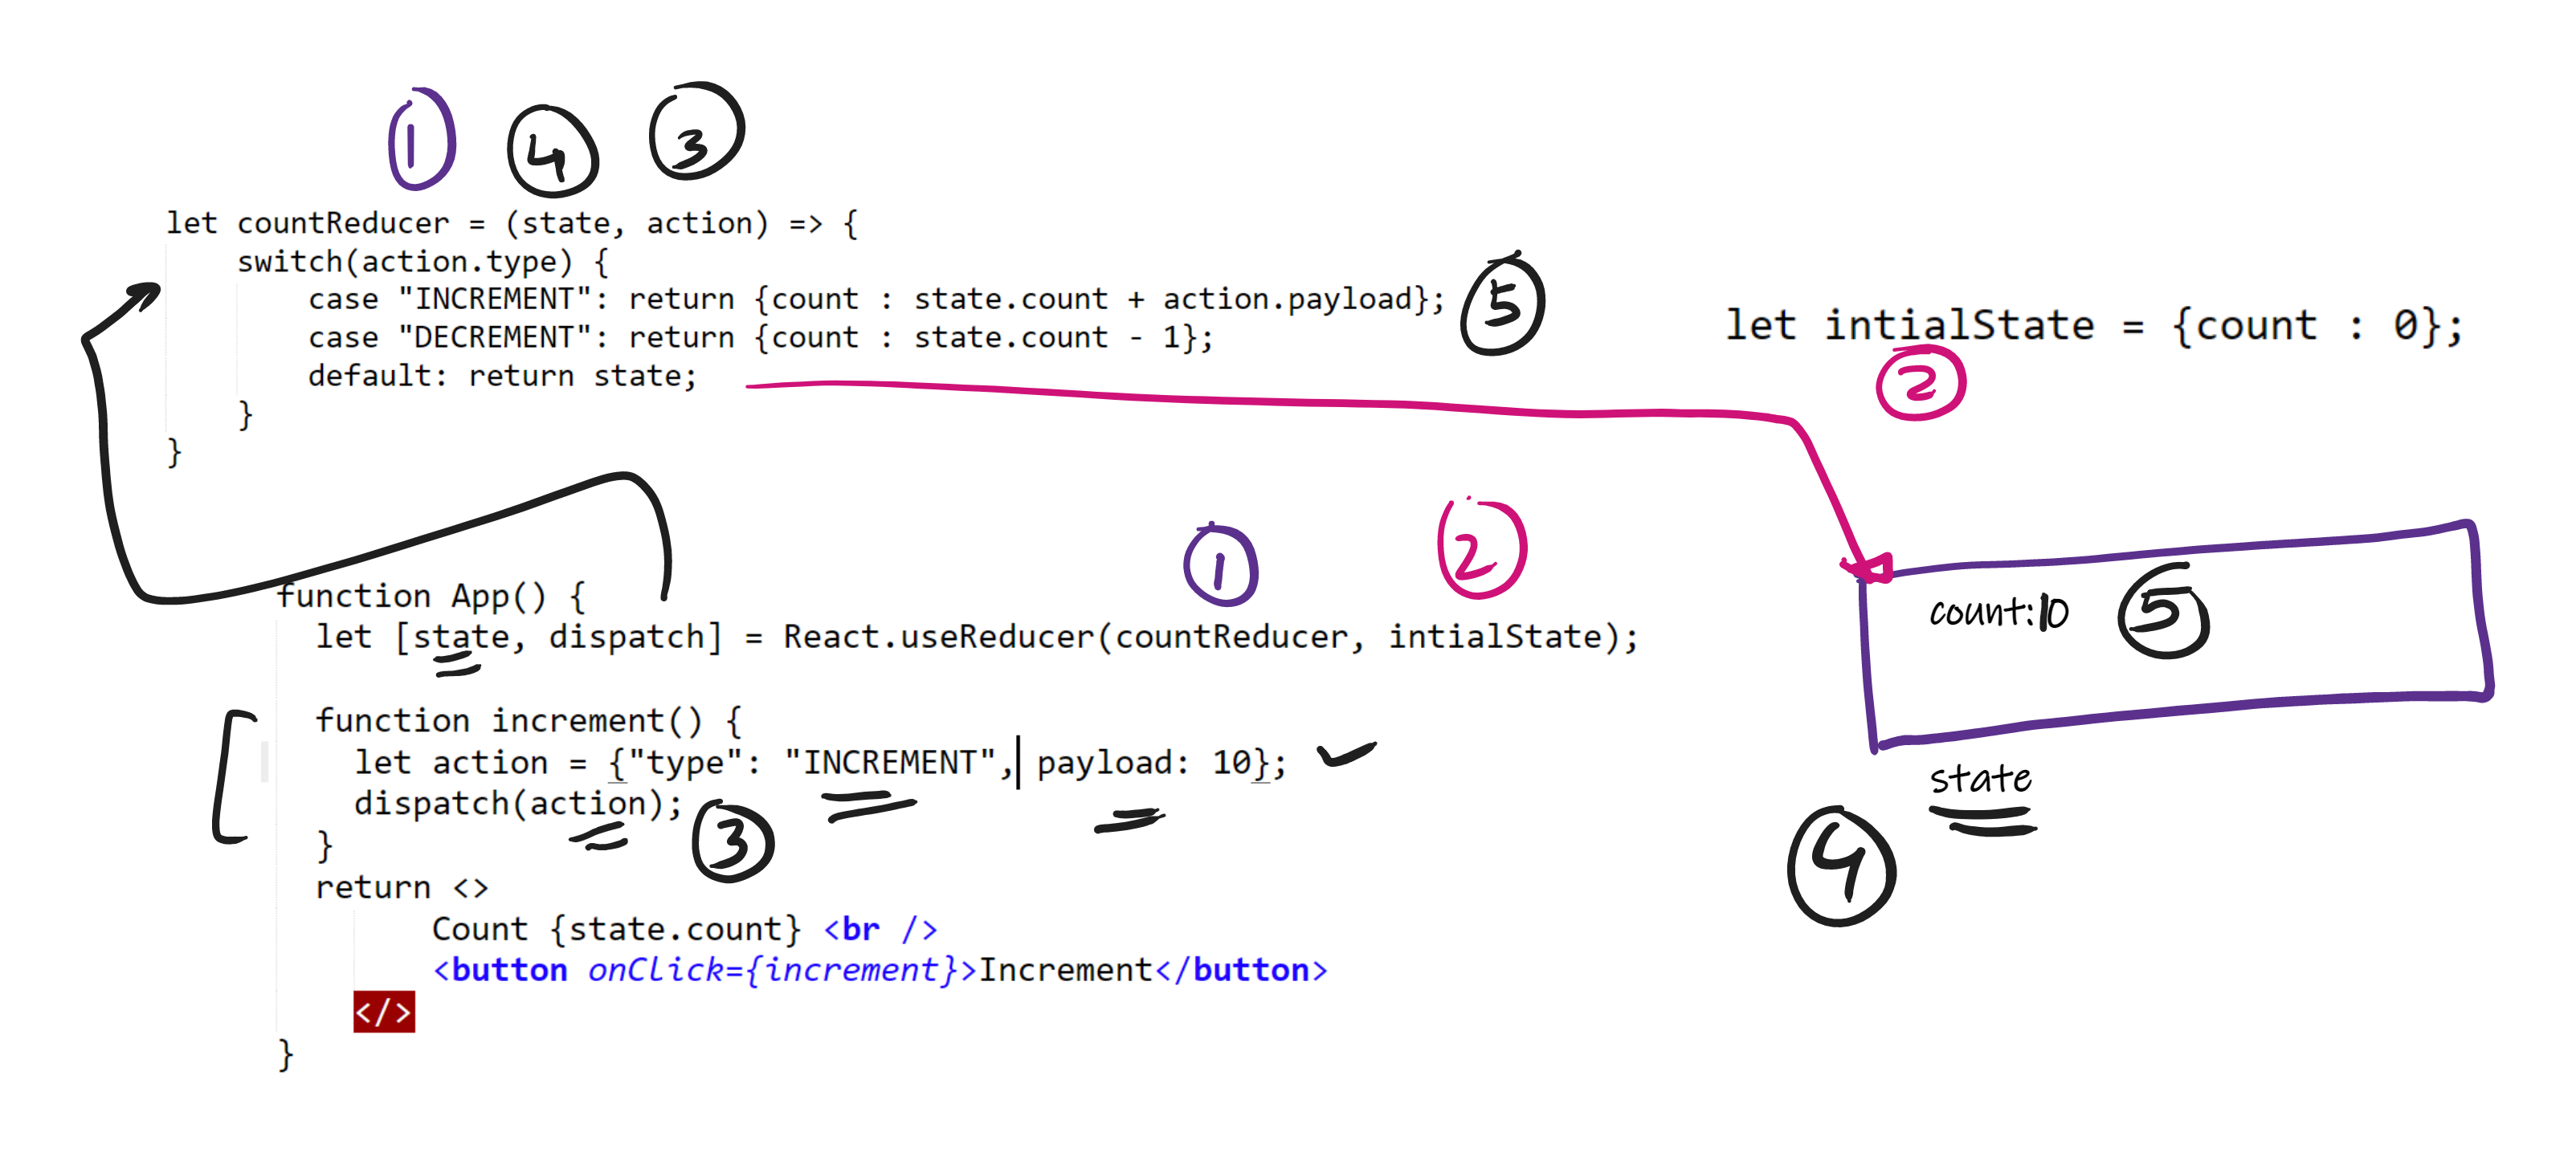 1 4 3
let countReducer = (state, action) => {
switch(action.type) {
case "INCREMENT": return {count : state.count + action.payload}; 5
case "DECREMENT": return {count : state.count - 1};
default: return state;
}
}
let intialState = {count : 0};
2
1 2
function App() {
let [state, dispatch] = React.useReducer(countReducer, intialState);
function increment() {
let action = {"type": "INCREMENT", payload: 10};
dispatch(action); 3
}
return <>
Count {state.count} <br />
<button onClick={increment}>Increment</button>
</>
}
count:10 5
state
4